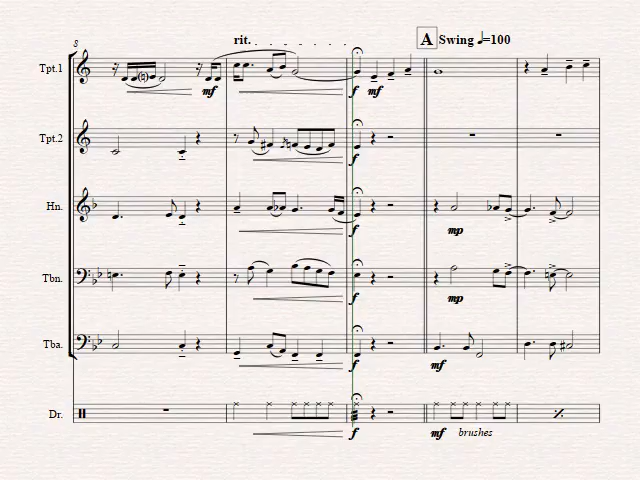 8
rit.
A Swing ♩=100
Tpt.1
mf f mf
Tpt.2
f
Hn.
f mp
Tbn.
f mp
Tba.
f mf
Dr.
f mf brushes